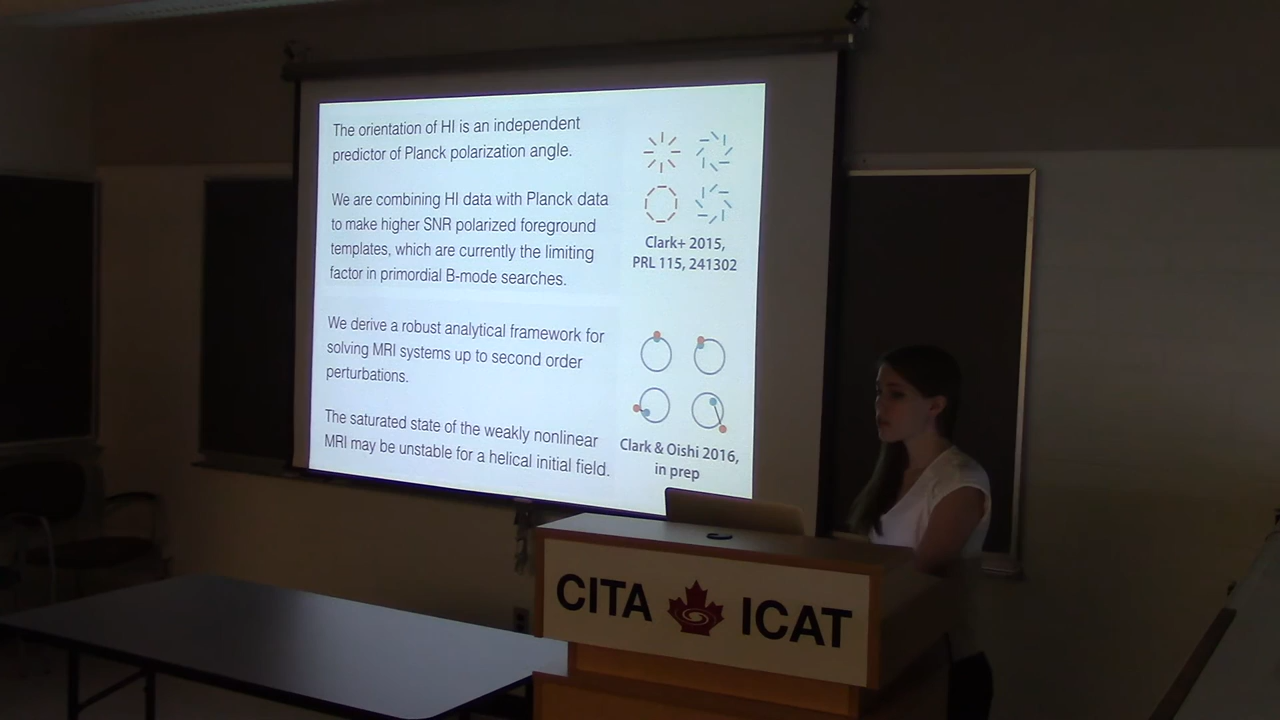 The orientation of HI is an independent
predictor of Planck polarization angle.
We are combining HI data with Planck data
to make higher SNR polarized foreground
templates, which are currently the limiting
factor in primordial B-mode searches.
Clark+ 2015,
PRL 115, 241302
We derive a robust analytical framework for
solving MRI systems up to second order
perturbations.
The saturated state of the weakly nonlinear
MRI may be unstable for a helical initial field.
Clark & Oishi 2016,
in prep
CITA ICAT